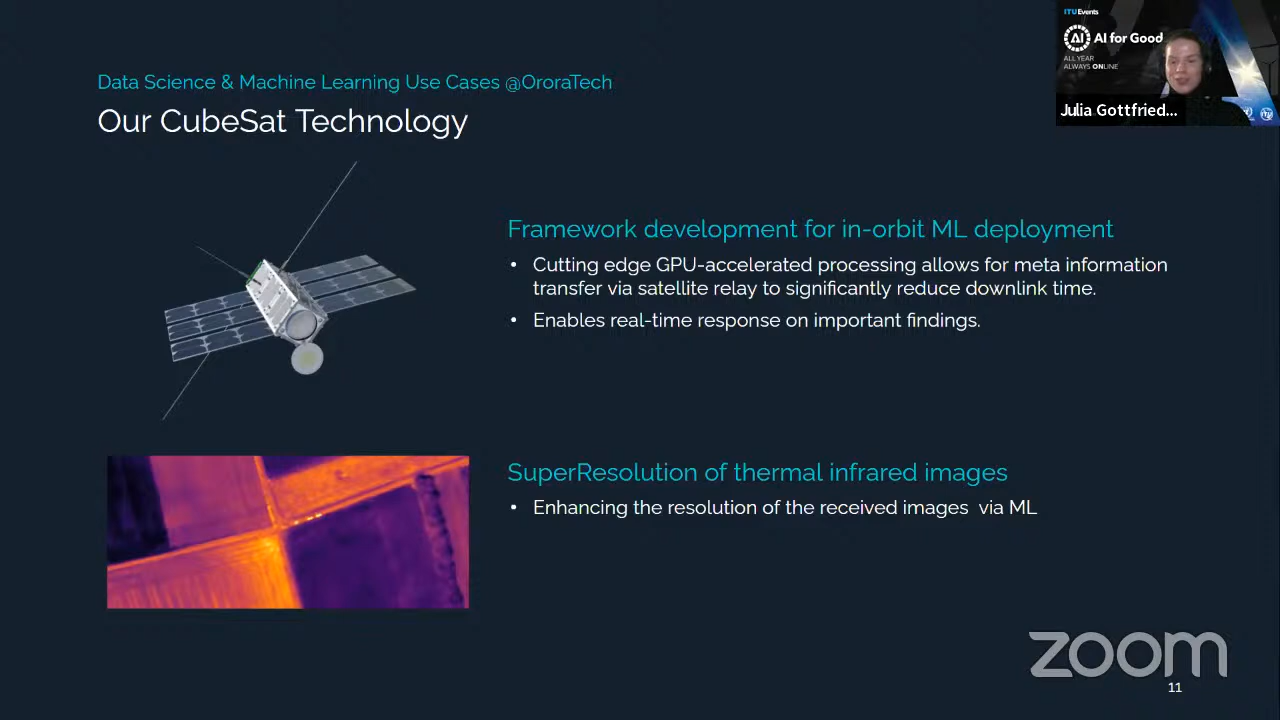 Data Science & Machine Learning Use Cases @OroraTech
Our CubeSat Technology
Framework development for in-orbit ML deployment
• Cutting edge GPU-accelerated processing allows for meta information
transfer via satellite relay to significantly reduce downlink time.
• Enables real-time response on important findings.
SuperResolution of thermal infrared images
• Enhancing the resolution of the received images via ML
ITUEvents
AI
AI for Good
ALL YEAR
ALWAYS ONLINE
Julia Gottfried...
zoom
11